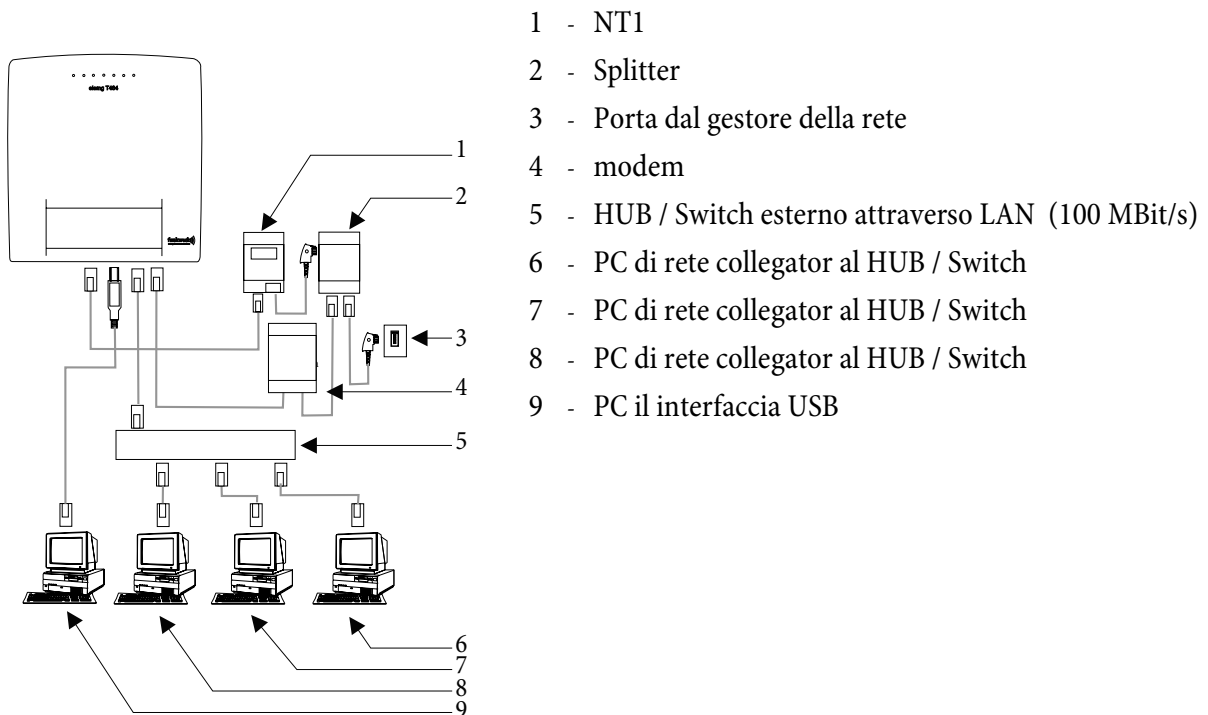 elmeg T484
1
2
3
4
5
6
7
8
9
1 - NT1
2 - Splitter
3 - Porta dal gestore della rete
4 - modem
5 - HUB / Switch esterno attraverso LAN (100 MBit/s)
6 - PC di rete collegator al HUB / Switch
7 - PC di rete collegator al HUB / Switch
8 - PC di rete collegator al HUB / Switch
9 - PC il interfaccia USB